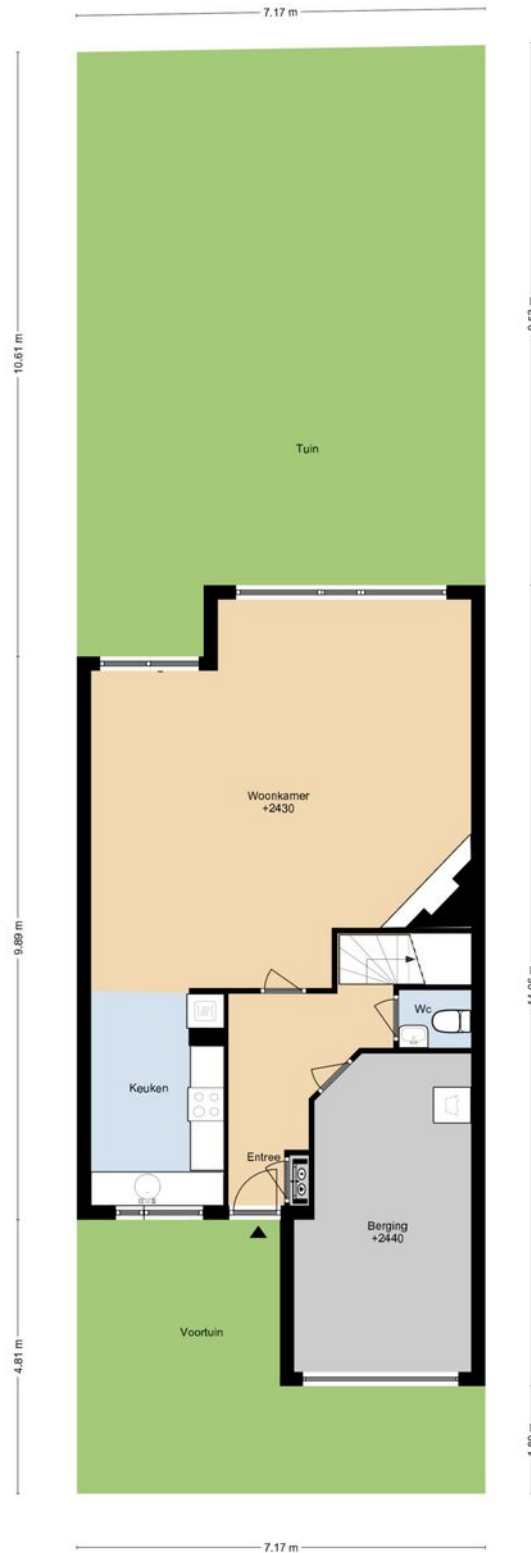 7.17 m
10.61 m
Tuin
Woonkamer
+2430
9.89 m
Wc
Keuken
Entree
Berging
+2440
Voortuin
4.81 m
7.17 m